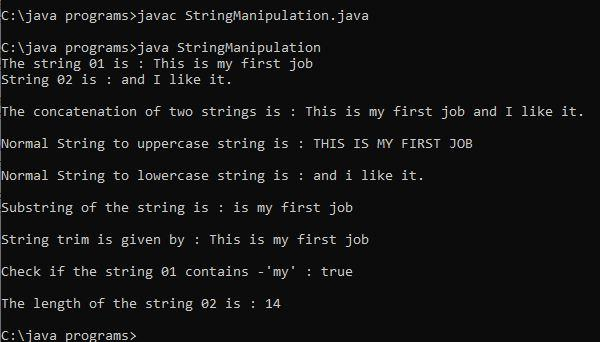 C:\java programs>javac StringManipulation.java
C:\java programs>java StringManipulation
The string 01 is : This is my first job
String 02 is : and I like it.
The concatenation of two strings is : This is my first job and I like it.
Normal String to uppercase string is : THIS IS MY FIRST JOB
Normal String to lowercase string is : and i like it.
Substring of the string is : is my first job
String trim is given by : This is my first job
Check if the string 01 contains -'my' : true
The length of the string 02 is : 14
C:\java programs>